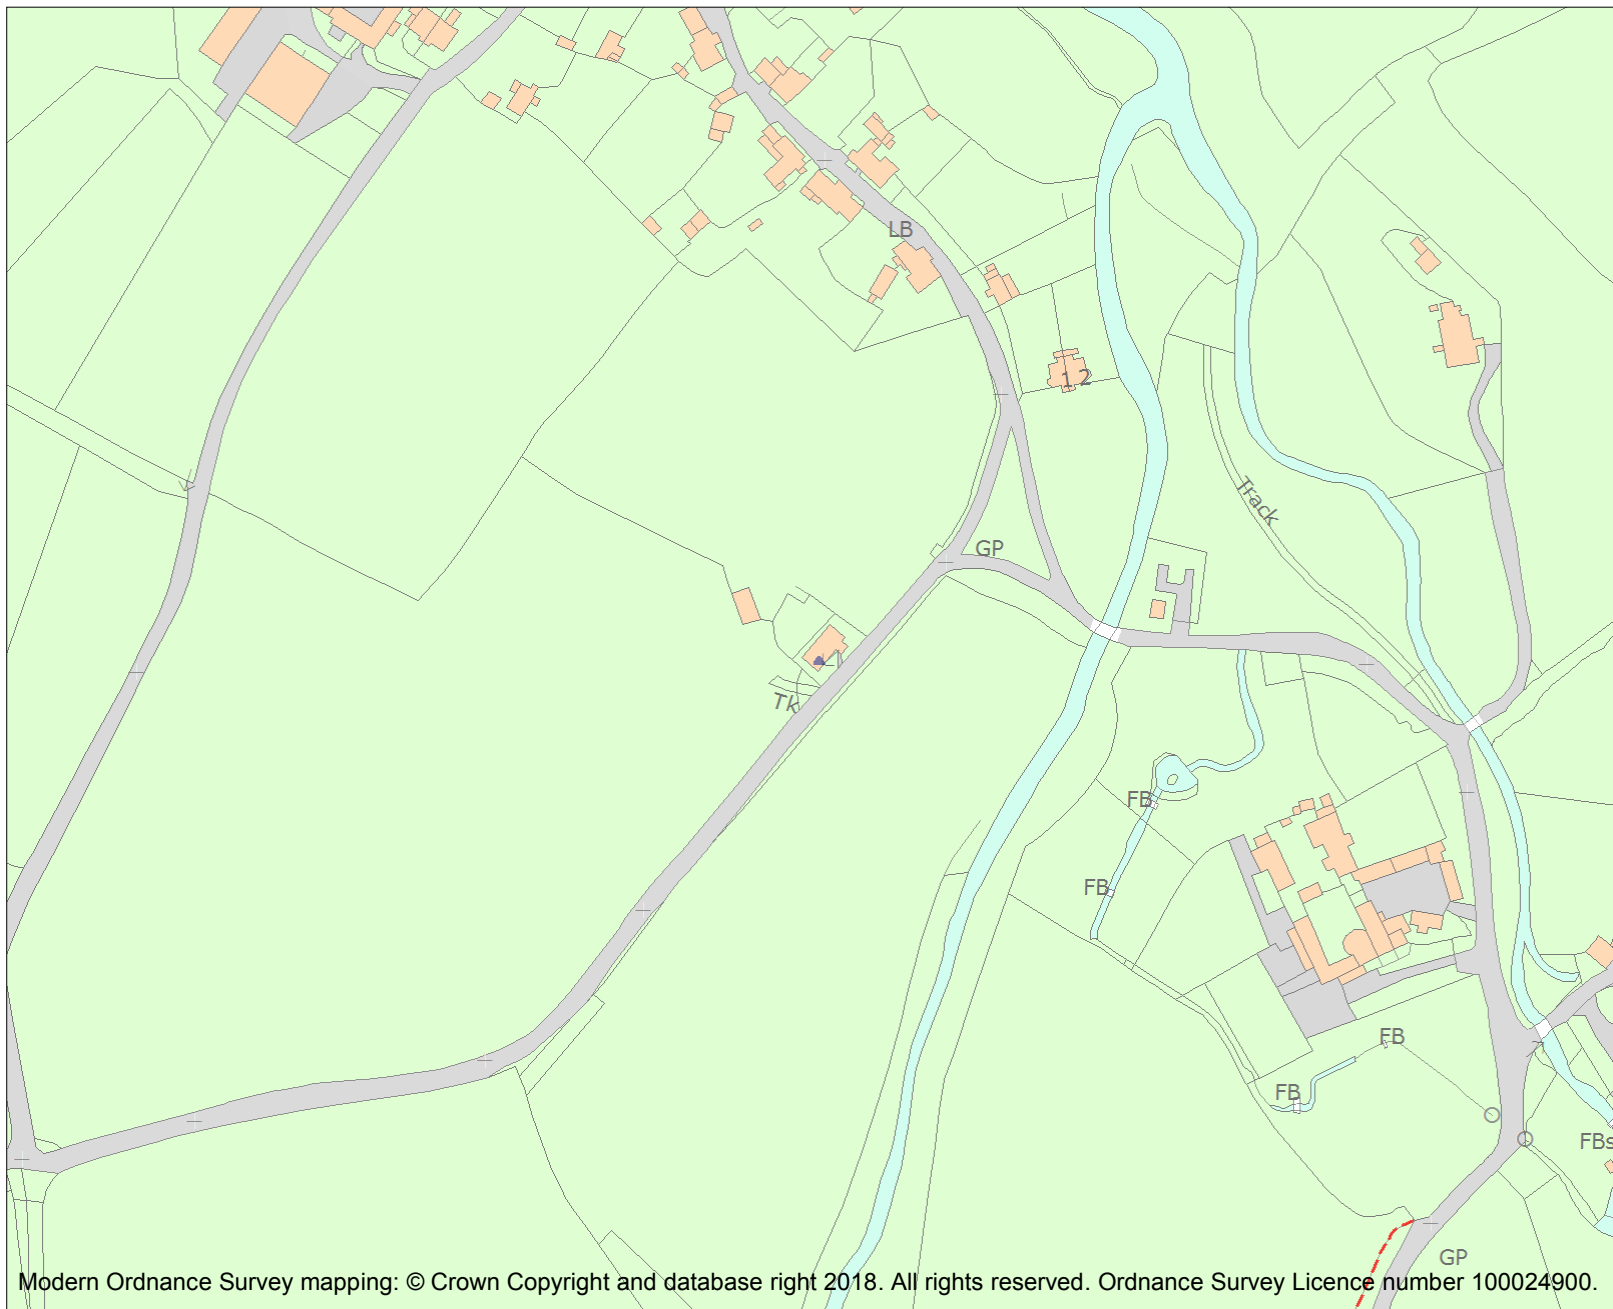 LB
1 2
Track
GP
Tk
FB
FB
FB
FB
FBs
GP
Modern Ordnance Survey mapping: © Crown Copyright and database right 2018. All rights reserved. Ordnance Survey Licence number 100024900.